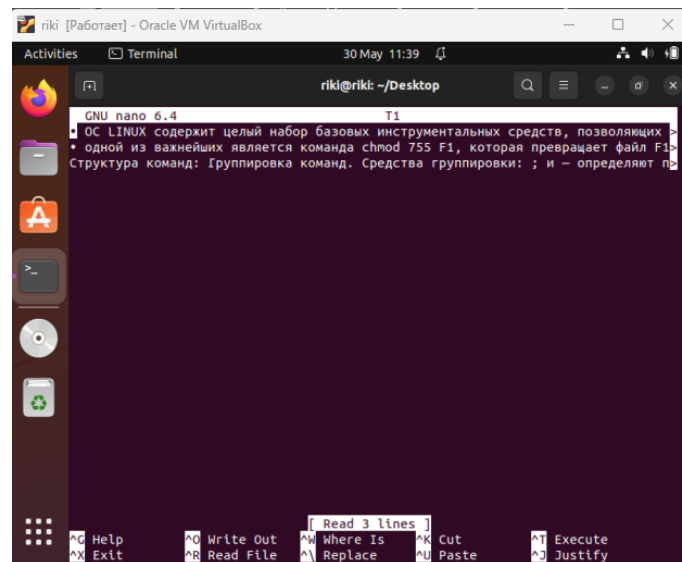 riki [Работает] - Oracle VM VirtualBox
Activities Terminal 30 May 11:39
riki@riki: ~/Desktop
GNU nano 6.4 T1
• ОС LINUX содержит целый набор базовых инструментальных средств, позволяющих >
• одной из важнейших является команда chmod 755 F1, которая превращает файл F1>
Структура команд: Группировка команд. Средства группировки: ; и — определяют п>
[ Read 3 lines ]
^G Help ^O Write Out ^W Where Is ^K Cut ^T Execute
^X Exit ^R Read File ^\ Replace ^U Paste ^J Justify